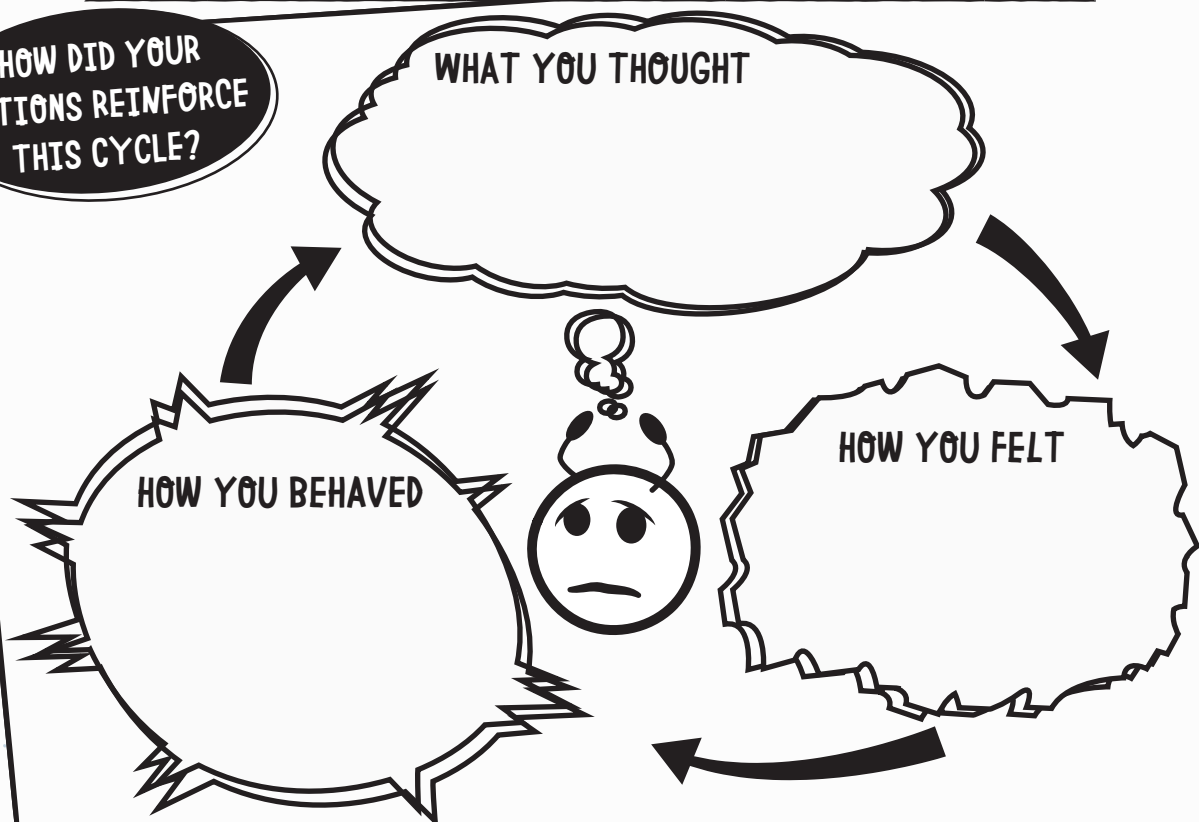 HOW DID YOUR
TIONS REINFORCE
THIS CYCLE?
WHAT YOU THOUGHT
HOW YOU FELT
HOW YOU BEHAVED